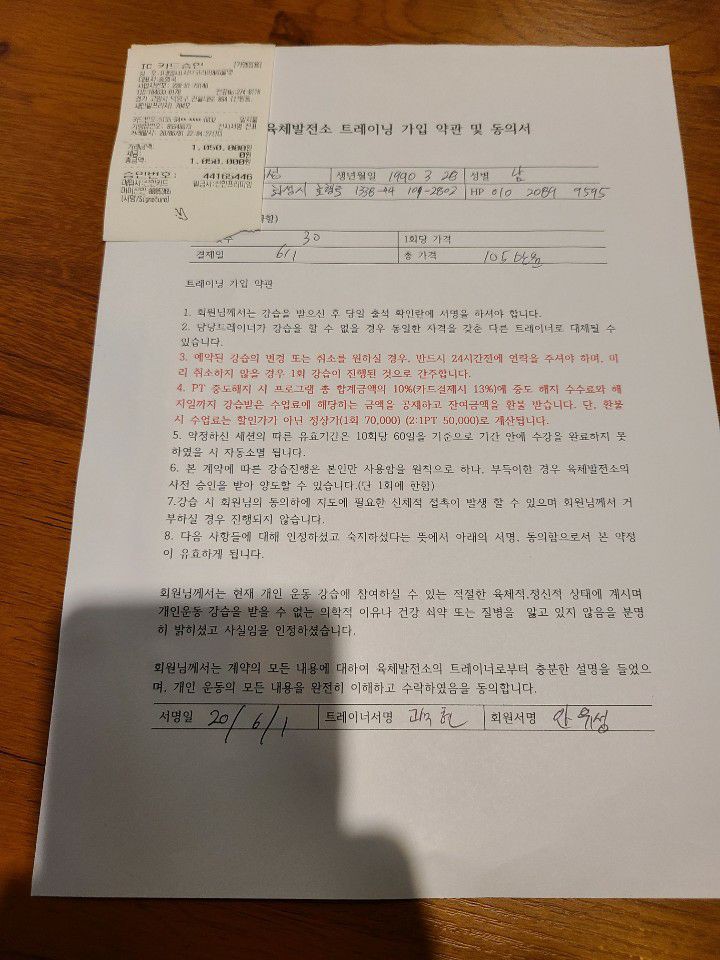 IC 카드승인
1,050,000원
0원
1,050,000원
승인번호: 44165446
(서명/Signature)
육체발전소 트레이닝 가입 약관 및 동의서
성 생년월일 1990 3 28 성별 남
화성시 HP 010 2089 9595
30 1회당 가격
결제일 6/1 총 가격 105만원
트레이닝 가입 약관
1. 회원님께서는 강습을 받으신 후 당일 출석 확인란에 서명을 하셔야 합니다.
2. 담당트레이너가 강습을 할 수 없을 경우 동일한 자격을 갖춘 다른 트레이너로 대체될 수
있습니다.
3. 예약된 강습의 변경 또는 취소를 원하실 경우, 반드시 24시간전에 연락을 주셔야 하며, 미
리 취소하지 않을 경우 1회 강습이 진행된 것으로 간주합니다.
4. PT 중도해지 시 프로그램 총 합계금액의 10%(카드결제시 13%)에 중도 해지 수수료와 해
지일까지 강습받은 수업료에 해당하는 금액을 공제하고 잔여금액을 환불 받습니다. 단, 환불
시 수업료는 할인가가 아닌 정상가(1회 70,000) (2:1PT 50,000)로 계산됩니다.
5. 약정하신 세션의 따른 유효기간은 10회당 60일을 기준으로 기간 안에 수강을 완료하지 못
하였을 시 자동소멸 됩니다.
6. 본 계약에 따른 강습진행은 본인만 사용함을 원칙으로 하나, 부득이한 경우 육체발전소의
사전 승인을 받아 양도할 수 있습니다.(단 1회에 한함)
7.강습 시 회원님의 동의하에 지도에 필요한 신체적 접촉이 발생 할 수 있으며 회원님께서 거
부하실 경우 진행되지 않습니다.
8. 다음 사항들에 대해 인정하셨고 숙지하셨다는 뜻에서 아래의 서명, 동의함으로서 본 약정
이 유효하게 됩니다.
회원님께서는 현재 개인 운동 강습에 참여하실 수 있는 적절한 육체적,정신적 상태에 계시며
개인운동 강습을 받을 수 없는 의학적 이유나 건강 쇠약 또는 질병을 앓고 있지 않음을 분명
히 밝히셨고 사실임을 인정하셨습니다.
회원님께서는 계약의 모든 내용에 대하여 육체발전소의 트레이너로부터 충분한 설명을 들었으
며, 개인 운동의 모든 내용을 완전히 이해하고 수락하였음을 동의합니다.
서명일 20/6/1 트레이너서명 회원서명